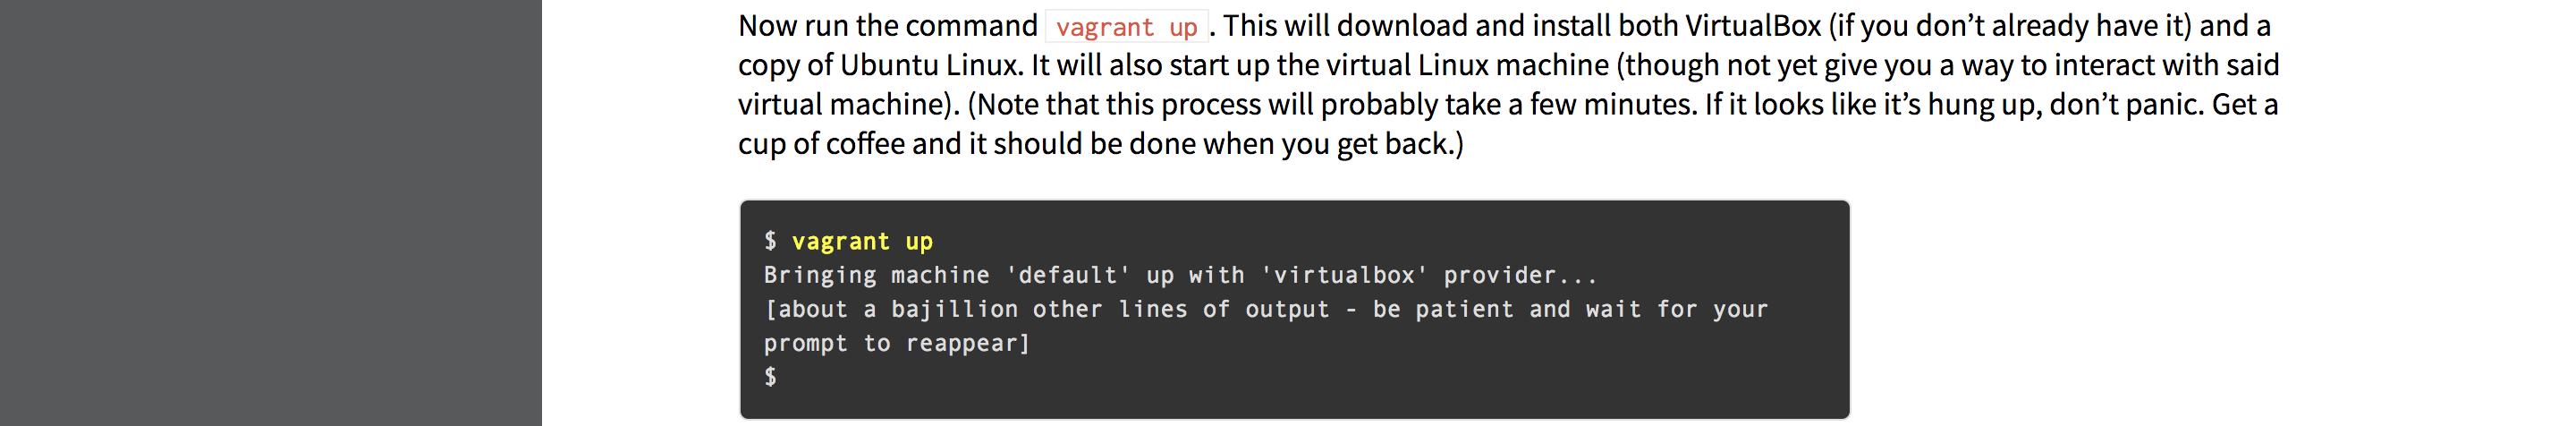 Now run the command vagrant up . This will download and install both VirtualBox (if you don’t already have it) and a
copy of Ubuntu Linux. It will also start up the virtual Linux machine (though not yet give you a way to interact with said
virtual machine). (Note that this process will probably take a few minutes. If it looks like it’s hung up, don’t panic. Get a
cup of coffee and it should be done when you get back.)
$ vagrant up
Bringing machine 'default' up with 'virtualbox' provider...
[about a bajillion other lines of output - be patient and wait for your
prompt to reappear]
$